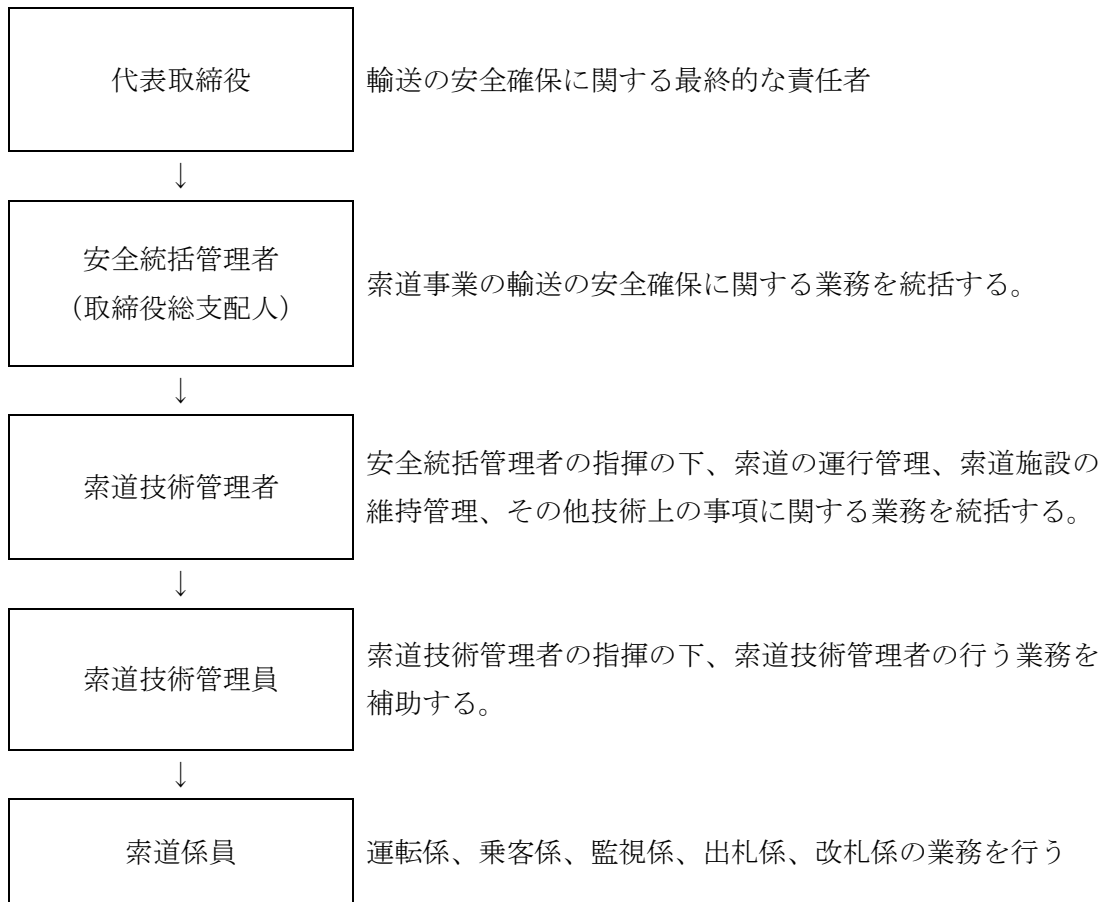 代表取締役
輸送の安全確保に関する最終的な責任者
↓
安全統括管理者
(取締役総支配人)
索道事業の輸送の安全確保に関する業務を統括する。
↓
索道技術管理者
安全統括管理者の指揮の下、索道の運行管理、索道施設の
維持管理、その他技術上の事項に関する業務を統括する。
↓
索道技術管理員
索道技術管理者の指揮の下、索道技術管理者の行う業務を
補助する。
↓
索道係員
運転係、乗客係、監視係、出札係、改札係の業務を行う